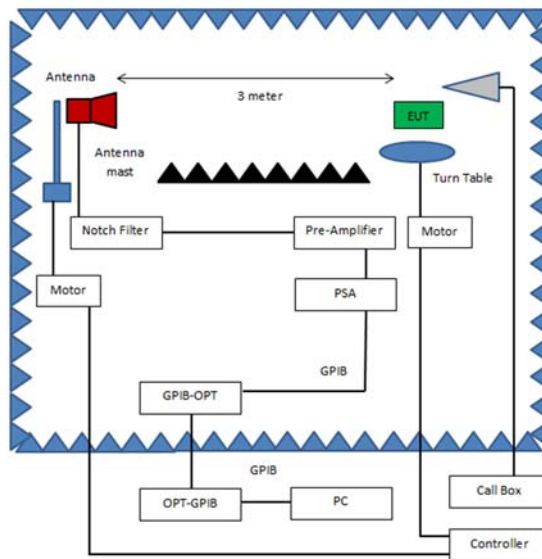 Antenna
3 meter
EUT
Antenna
mast
Turn Table
Notch Filter
Pre-Amplifier
Motor
Motor
PSA
GPIB
GPIB-OPT
GPIB
OPT-GPIB
PC
Call Box
Controller